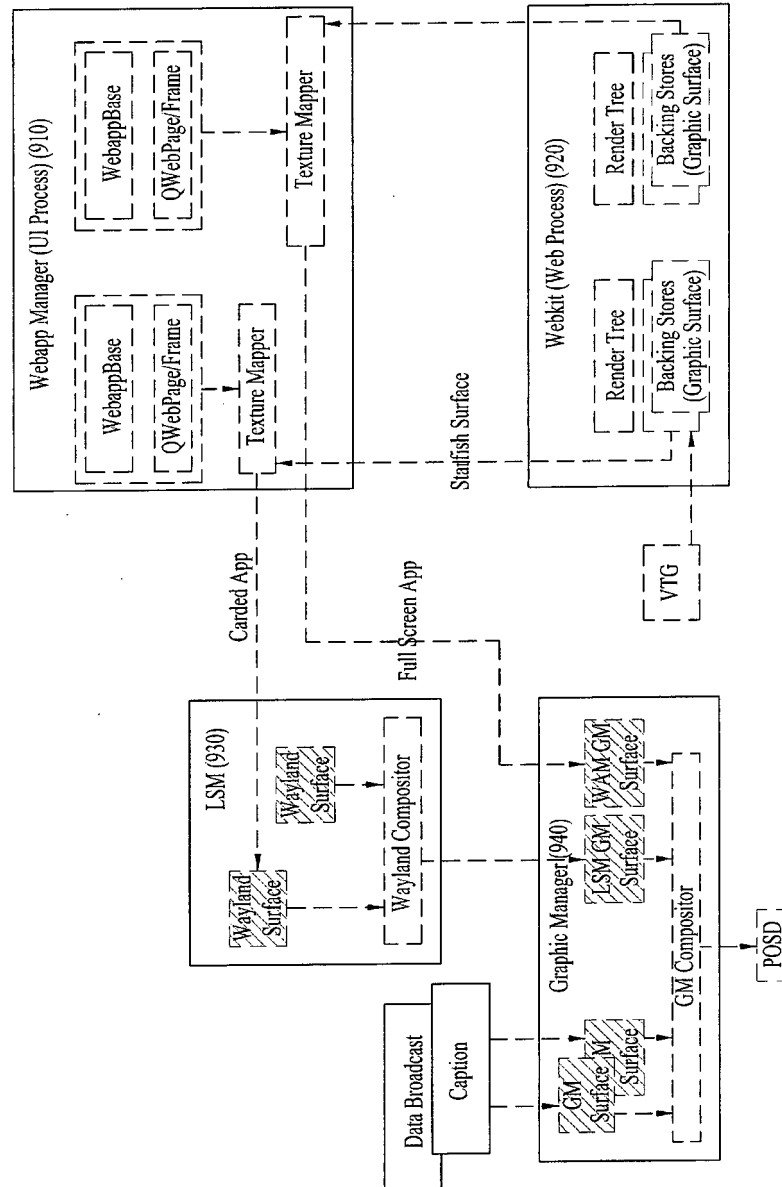 Webapp Manager (UI Process) (910)
WebappBase
QWebPage/Frame
Texture Mapper
WebappBase
QWebPage/Frame
Texture Mapper
Carded App
Full Screen App
Starfish Surface
Webkit (Web Process) (920)
Render Tree
Backing Stores
(Graphic Surface)
Render Tree
Backing Stores
(Graphic Surface)
VTG
LSM (930)
Wayland
Surface
Wayland
Surface
Wayland Compositor
Data Broadcast
Caption
Graphic Manager (940)
GM
Surface
M
Surface
LSM GM
Surface
WAM GM
Surface
GM Compositor
POSD